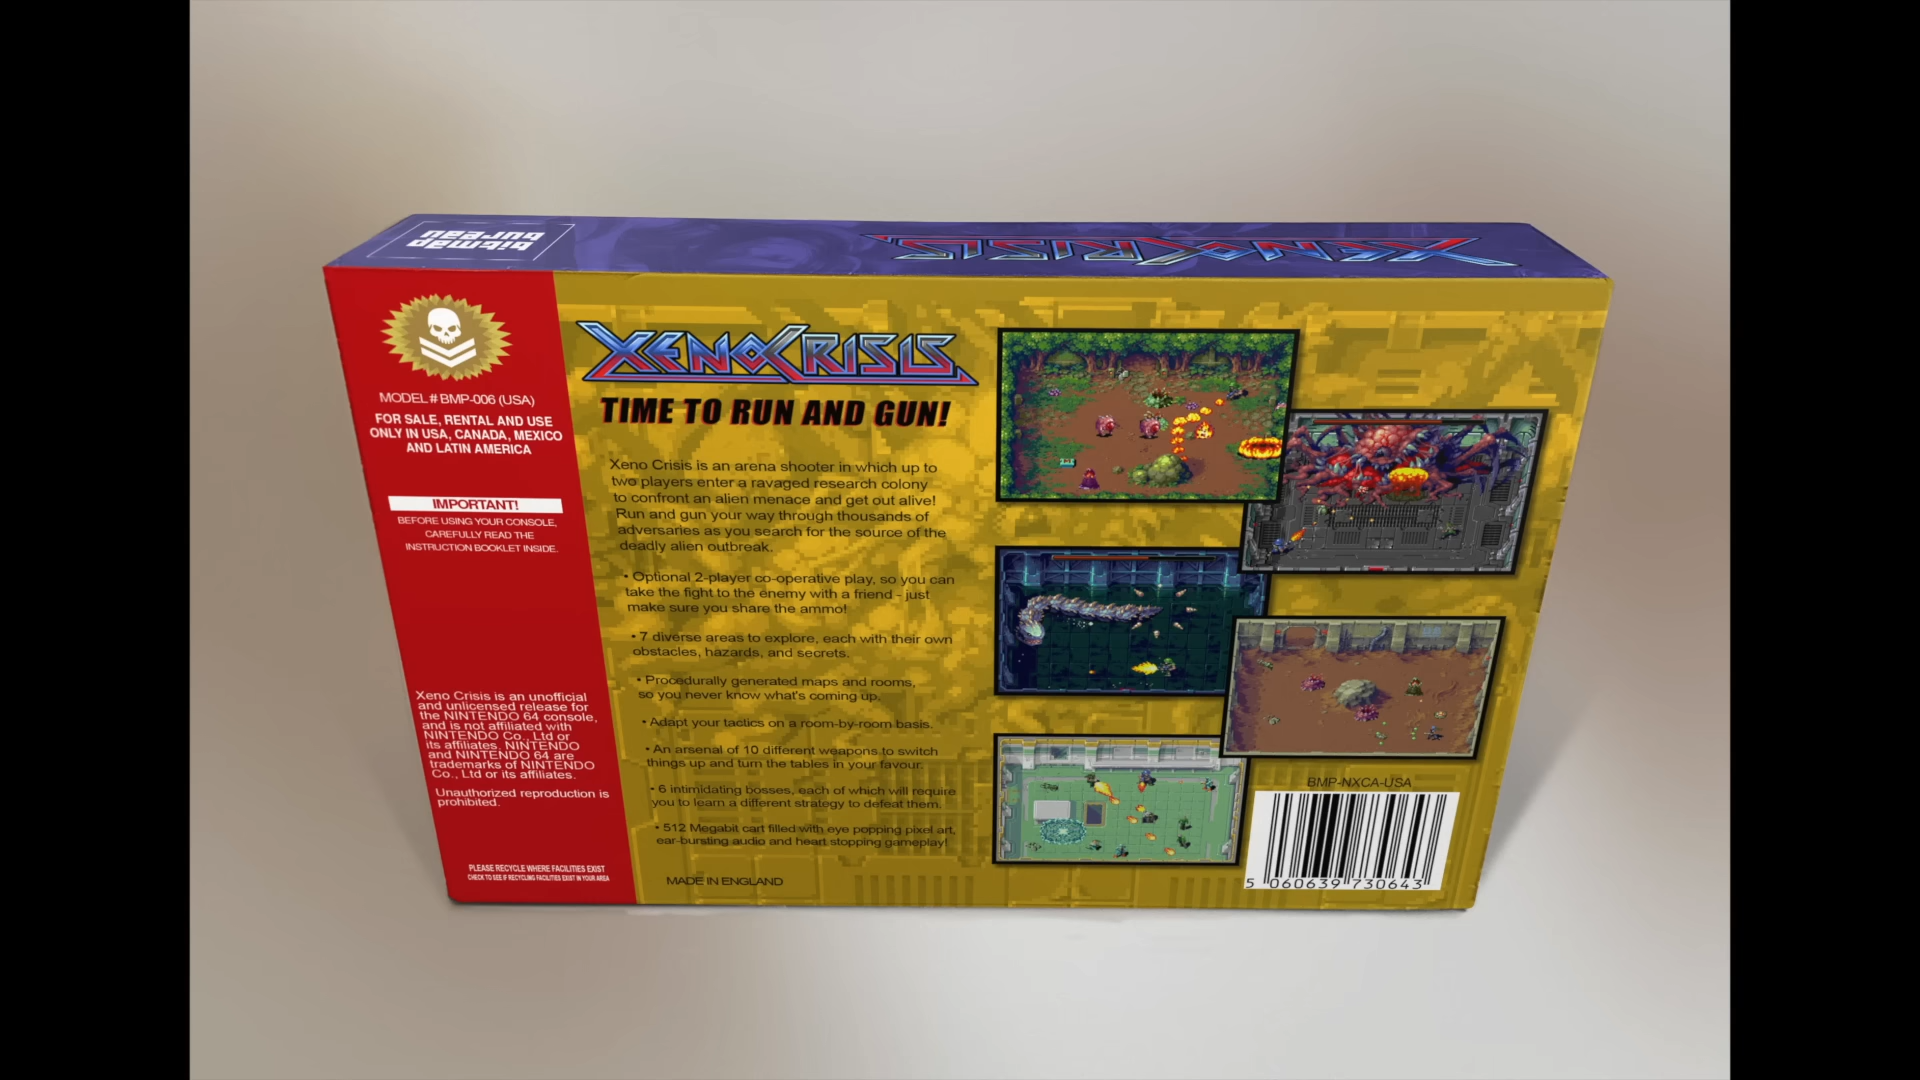 bitmap
bureau
XENOCRISIS
MODEL # BMP-006 (USA)
FOR SALE, RENTAL AND USE
ONLY IN USA, CANADA, MEXICO
AND LATIN AMERICA
IMPORTANT!
BEFORE USING YOUR CONSOLE,
CAREFULLY READ THE
INSTRUCTION BOOKLET INSIDE.
Xeno Crisis is an unofficial
and unlicensed release for
the NINTENDO 64 console,
and is not affiliated with
NINTENDO Co., Ltd or
its affiliates. NINTENDO
and NINTENDO 64 are
trademarks of NINTENDO
Co., Ltd or its affiliates.
Unauthorized reproduction is
prohibited.
PLEASE RECYCLE WHERE FACILITIES EXIST
CHECK TO SEE IF RECYCLING FACILITIES EXIST IN YOUR AREA
XENOCRISIS
TIME TO RUN AND GUN!
Xeno Crisis is an arena shooter in which up to
two players enter a ravaged research colony
to confront an alien menace and get out alive!
Run and gun your way through thousands of
adversaries as you search for the source of the
deadly alien outbreak.
• Optional 2-player co-operative play, so you can
take the fight to the enemy with a friend - just
make sure you share the ammo!
• 7 diverse areas to explore, each with their own
obstacles, hazards, and secrets.
• Procedurally generated maps and rooms,
so you never know what's coming up.
• Adapt your tactics on a room-by-room basis.
• An arsenal of 10 different weapons to switch
things up and turn the tables in your favour.
• 6 intimidating bosses, each of which will require
you to learn a different strategy to defeat them.
• 512 Megabit cart filled with eye popping pixel art,
ear-bursting audio and heart stopping gameplay!
MADE IN ENGLAND
BMP-NXCA-USA
5 060639 730643